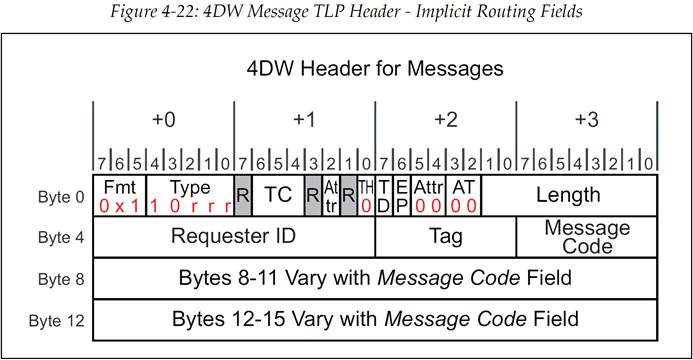 Figure 4-22: 4DW Message TLP Header - Implicit Routing Fields
4DW Header for Messages
+0 +1 +2 +3
7 6 5 4 3 2 1 0 7 6 5 4 3 2 1 0 7 6 5 4 3 2 1 0 7 6 5 4 3 2 1 0
Byte 0
Fmt
0 x 1
Type
1 0 r r r
R
TC
R
At
tr
R
TH
0
T
D
E
P
Attr
0 0
AT
0 0
Length
Byte 4
Requester ID
Tag
Message
Code
Byte 8
Bytes 8-11 Vary with Message Code Field
Byte 12
Bytes 12-15 Vary with Message Code Field